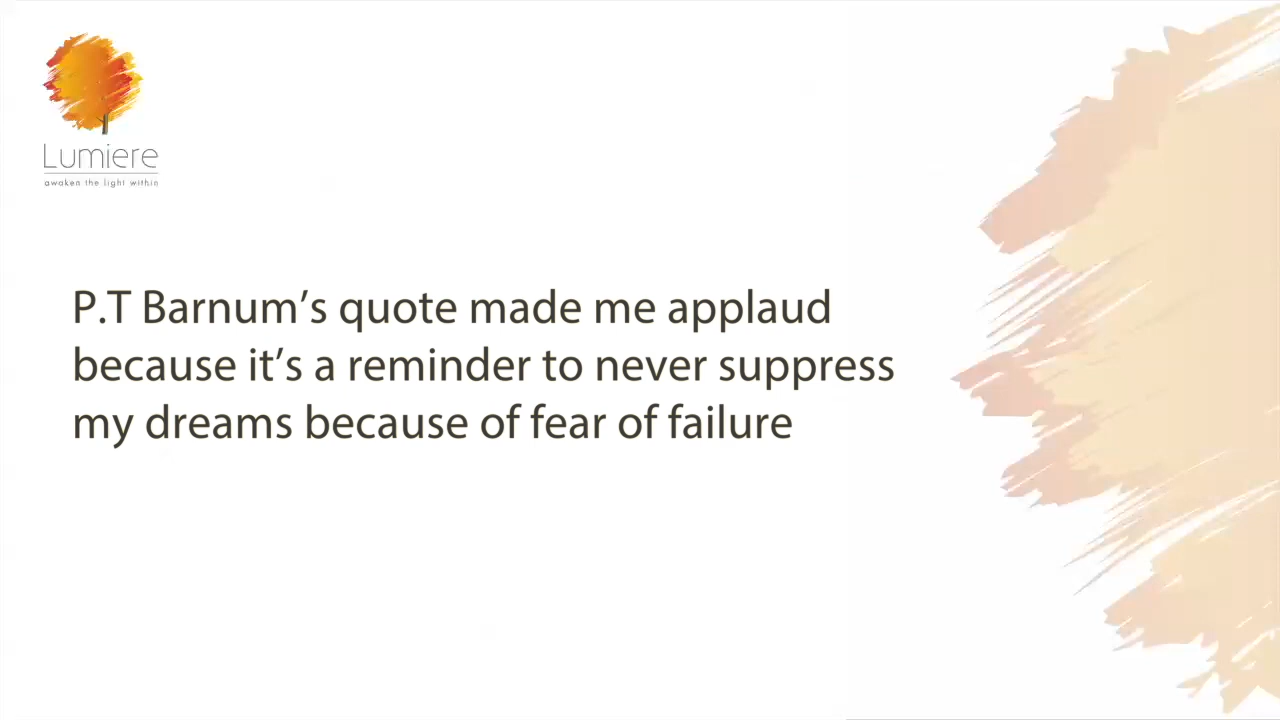 Lumiere
awaken the light within
P.T Barnum’s quote made me applaud
because it’s a reminder to never suppress
my dreams because of fear of failure